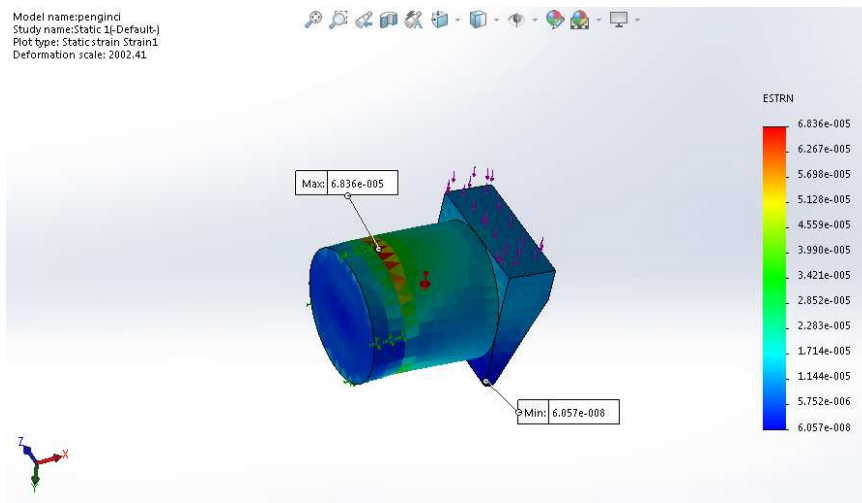 Model name:penginci
Study name:Static 1(-Default-)
Plot type: Static strain Strain1
Deformation scale: 2002.41
ESTRN
6.836e-005
6.267e-005
5.698e-005
5.128e-005
4.559e-005
3.990e-005
3.421e-005
2.852e-005
2.283e-005
1.714e-005
1.144e-005
5.752e-006
6.057e-008
Max: 6.836e-005
Min: 6.057e-008
Z
X
Y